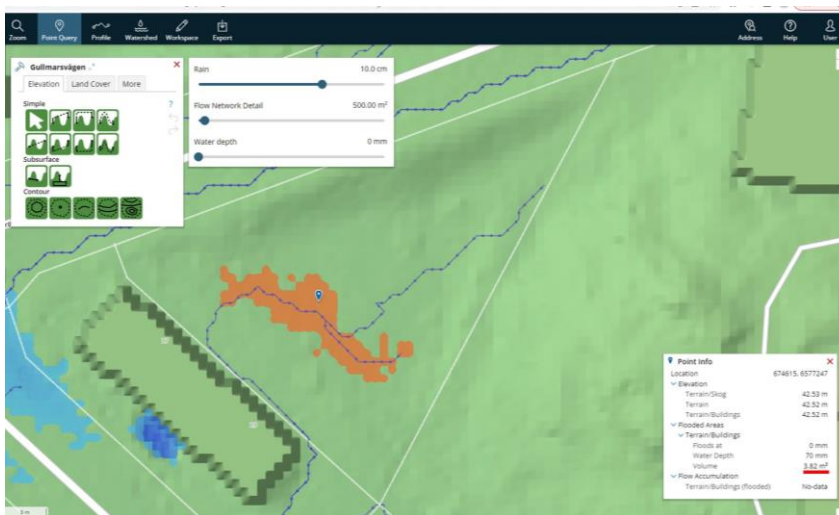 Zoom
Point Query
Profile
Watershed
Workspace
Export
Address
Help
User
Gullmarsvägen
Elevation
Land Cover
More
Simple
?
Subsurface
Contour
Rain 10.0 cm
Flow Network Detail 500.00 m²
Water depth 0 mm
Point Info
Location 674615, 6577247
Elevation
Terrain/Skog 42.53 m
Terrain 42.52 m
Terrain/Buildings 42.52 m
Flooded Areas
Terrain/Buildings
Floods at 0 mm
Water Depth 70 mm
Volume 3.82 m³
Flow Accumulation
Terrain/Buildings (flooded) No-data